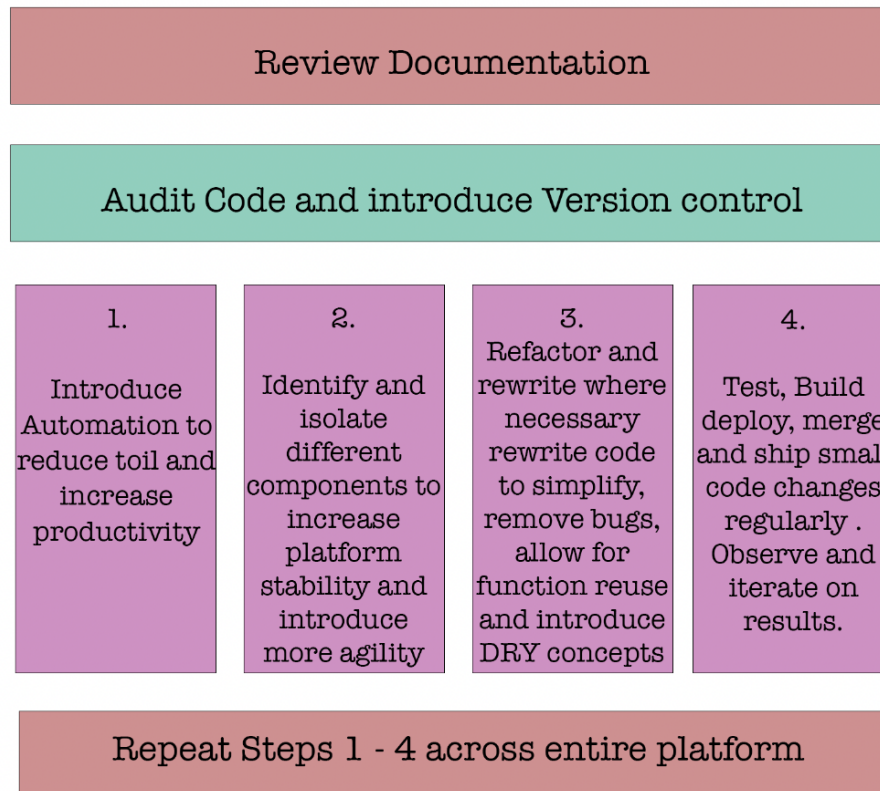 Review Documentation
Audit Code and introduce Version control
1.
Introduce
Automation to
reduce toil and
increase
productivity
2.
Identify and
isolate
different
components to
increase
platform
stability and
introduce
more agility
3.
Refactor and
rewrite where
necessary
rewrite code
to simplify,
remove bugs,
allow for
function reuse
and introduce
DRY concepts
4.
Test, Build
deploy, merge
and ship small
code changes
regularly .
Observe and
iterate on
results.
Repeat Steps 1 - 4 across entire platform